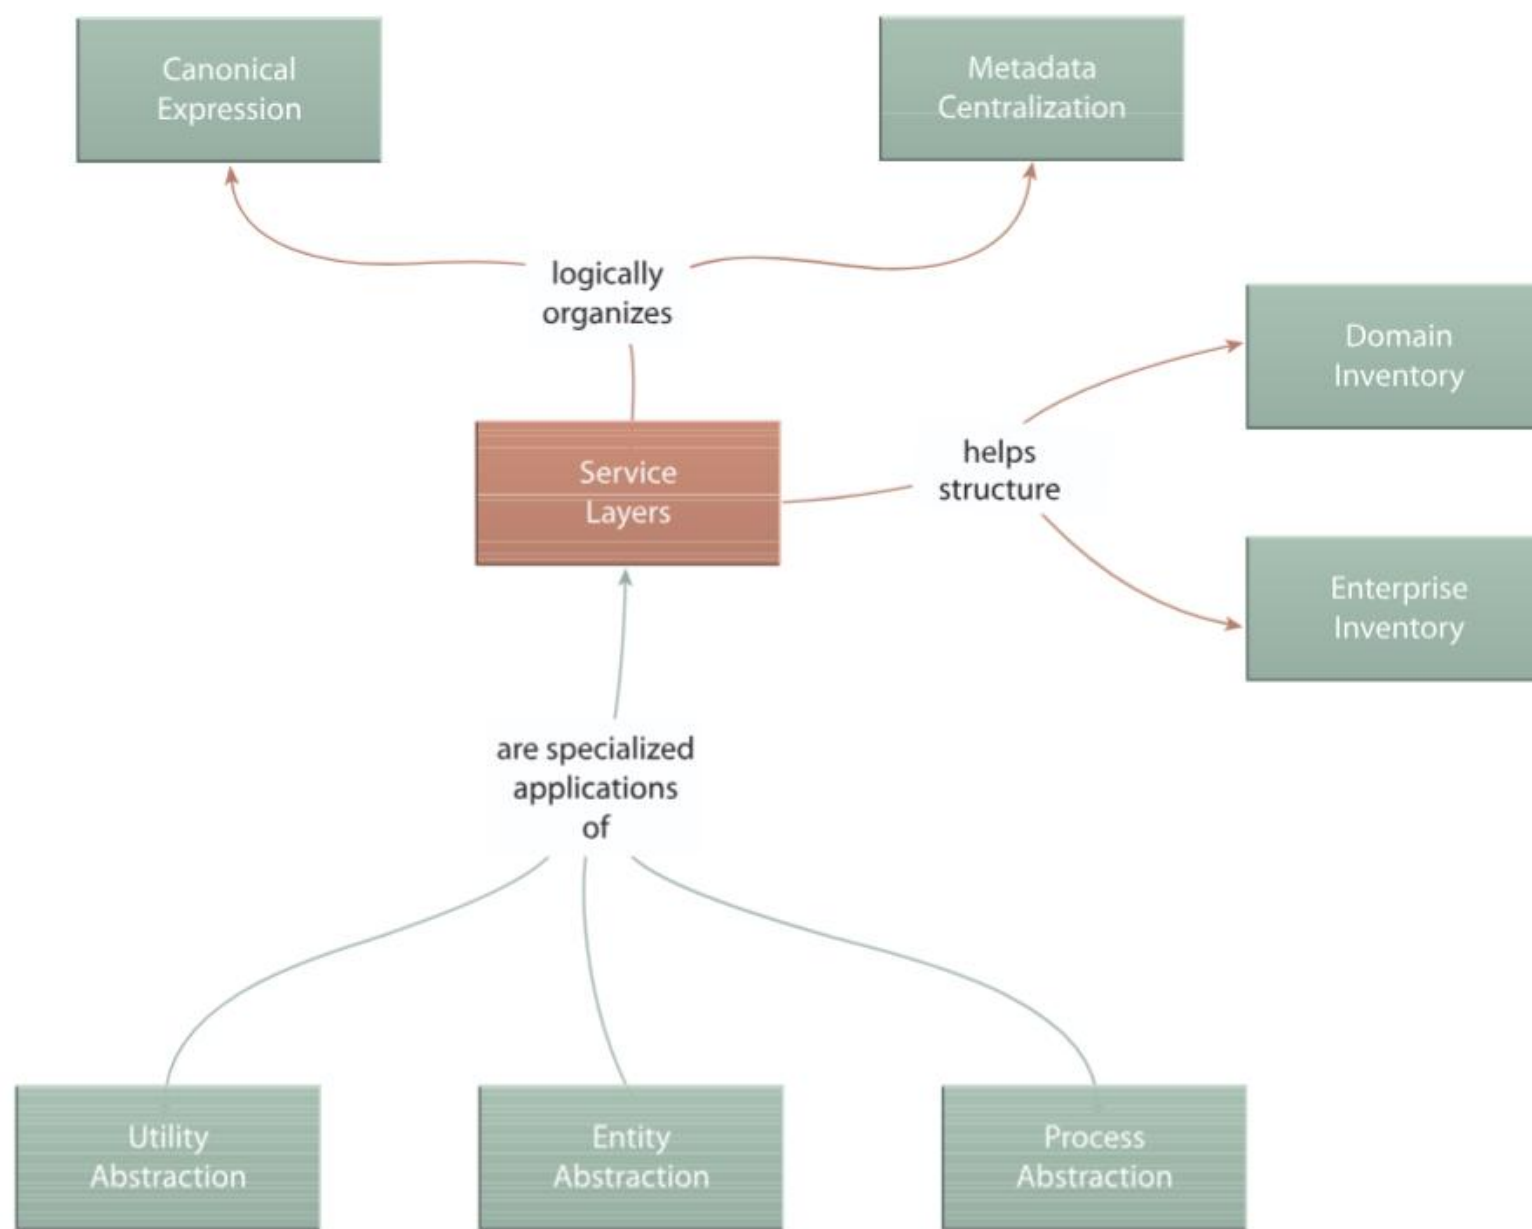 Canonical
Expression
Metadata
Centralization
logically
organizes
Domain
Inventory
helps
structure
Service
Layers
Enterprise
Inventory
are specialized
applications
of
Utility
Abstraction
Entity
Abstraction
Process
Abstraction